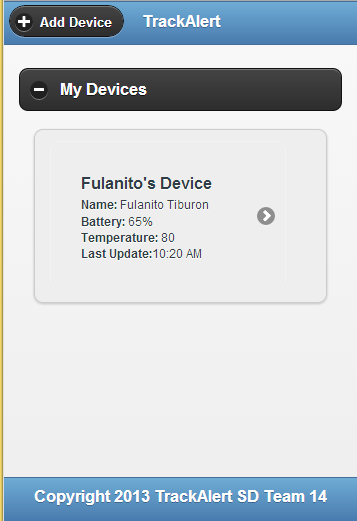 Add Device TrackAlert
My Devices
Fulanito's Device
Name: Fulanito Tiburon
Battery: 65%
Temperature: 80
Last Update:10:20 AM
Copyright 2013 TrackAlert SD Team 14